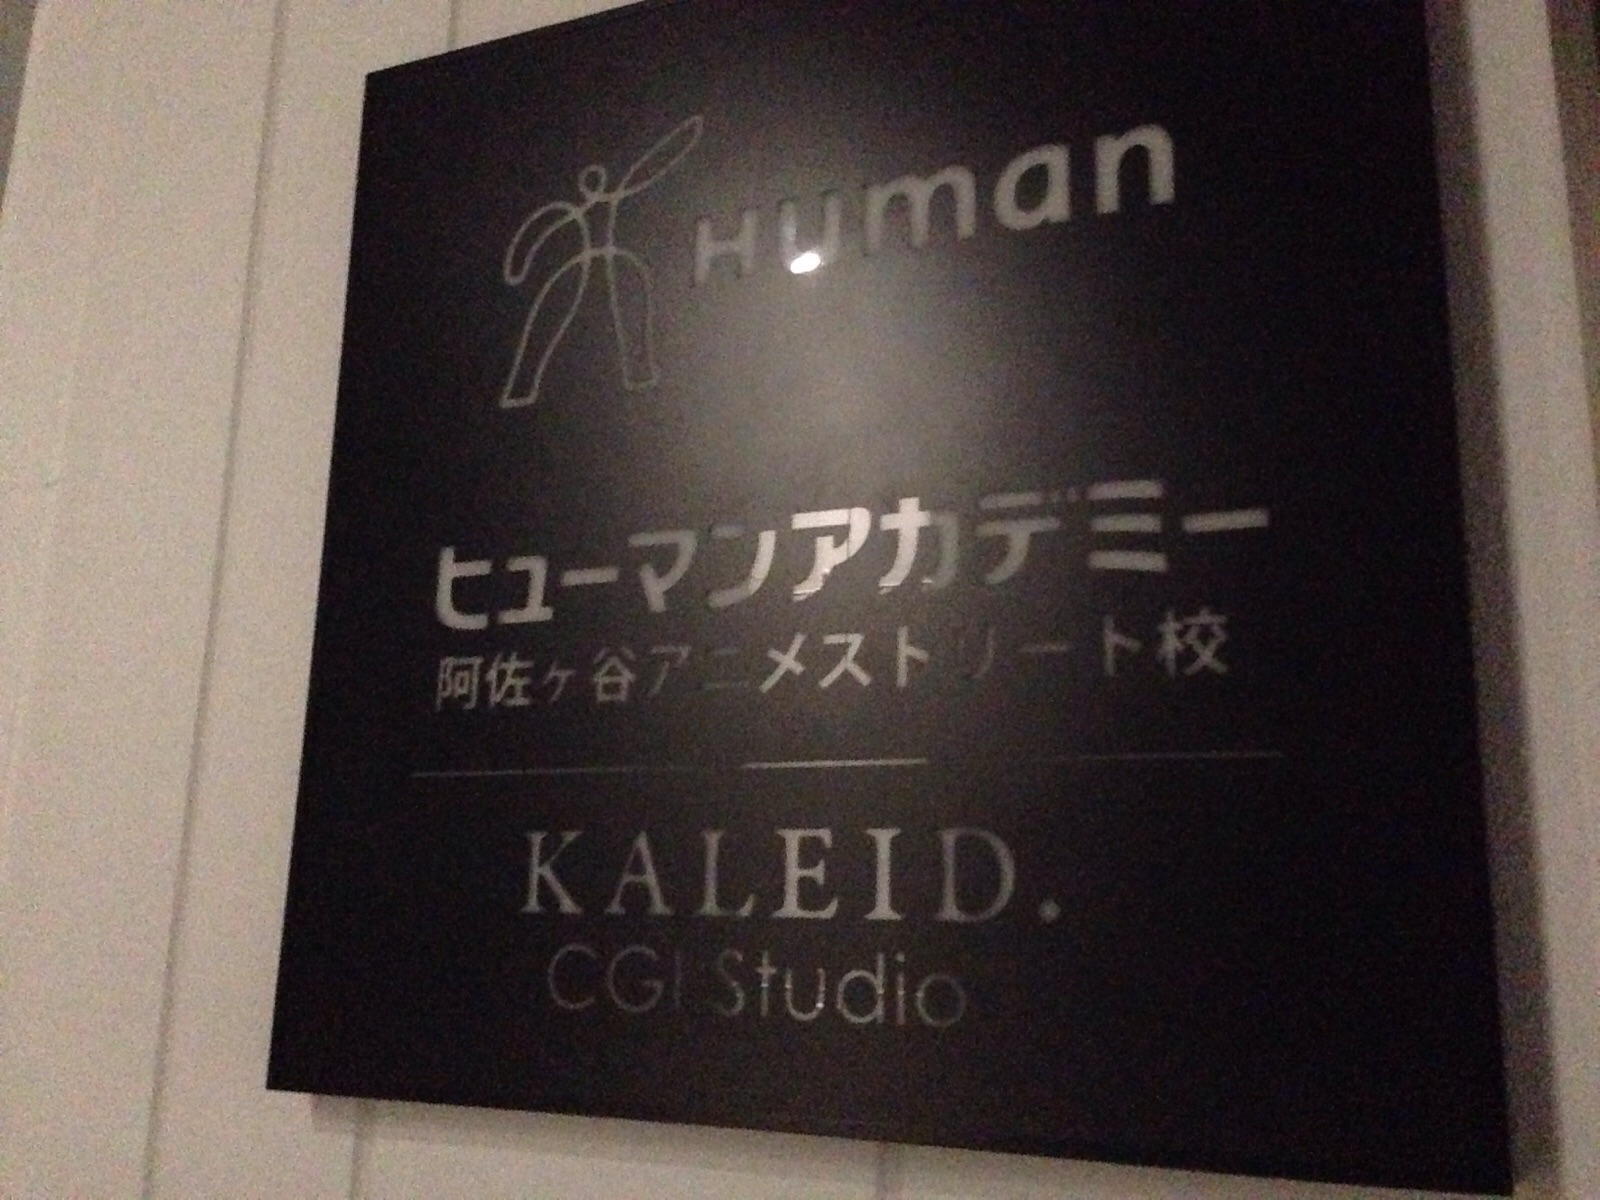 Human
ヒューマンアカデミー
阿佐ヶ谷アニメストリート校
KALEID.
CGI Studio